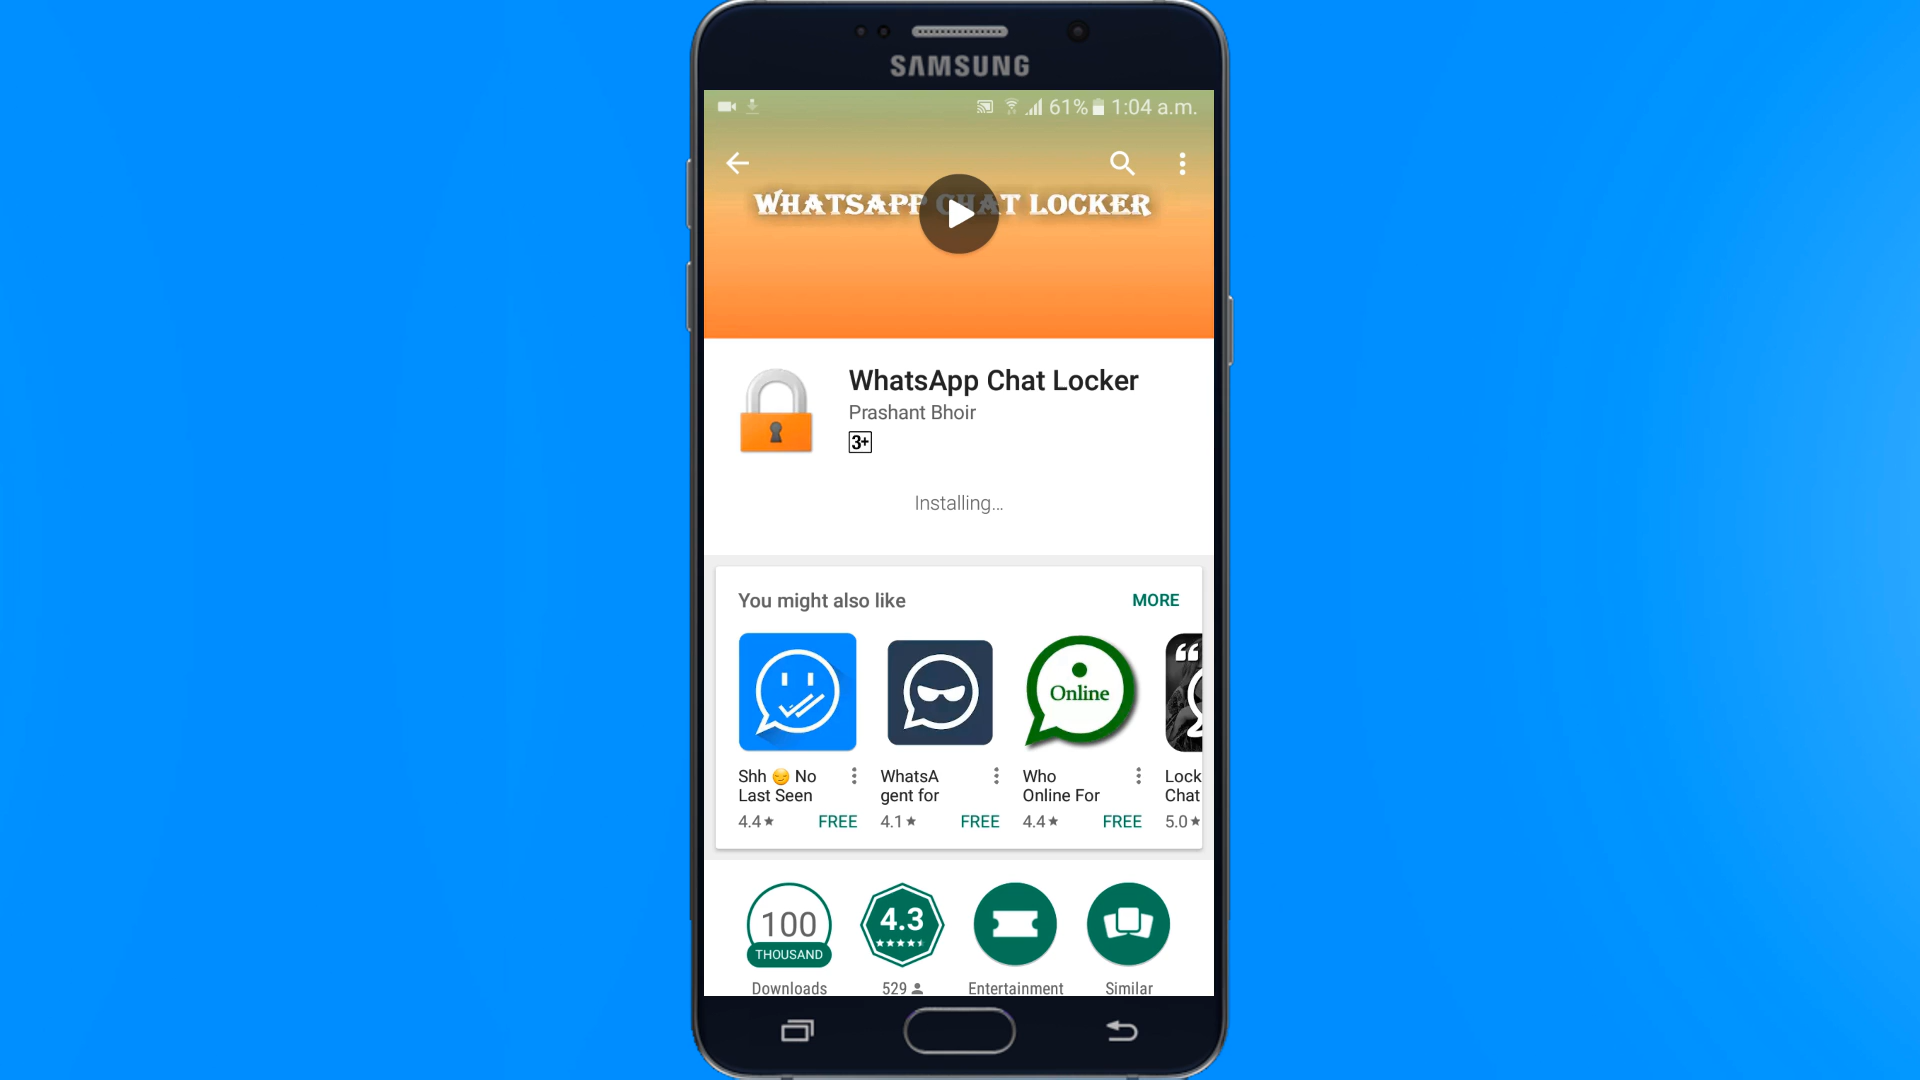 SAMSUNG
61% 1:04 a.m.
WHATSAPP CHAT LOCKER
WhatsApp Chat Locker
Prashant Bhoir
3+
Installing...
You might also like
MORE
Online
Shh 😏 No
Last Seen
4.4★ FREE
WhatsA
gent for
4.1★ FREE
Who
Online For
4.4★ FREE
Lock
Chat
5.0★
100
THOUSAND
Downloads
4.3
529
Entertainment
Similar